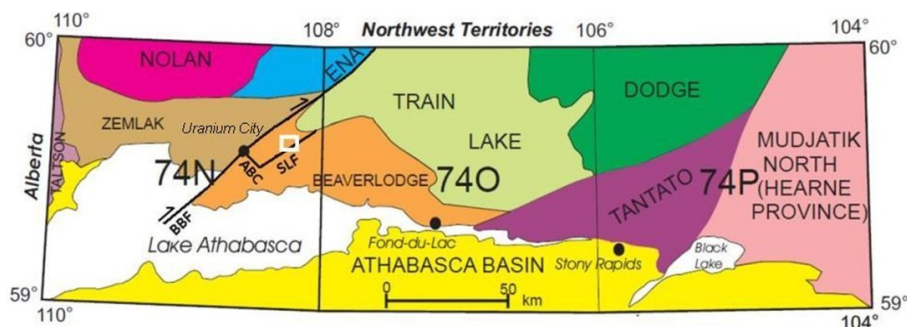 110°
108°
Northwest Territories
106°
104°
60°
60°
NOLAN
ENA
TRAIN
LAKE
DODGE
ZEMLAK
Uranium City
Alberta
TALTSON
74N
ABC
SLF
BBF
BEAVERLODGE
74O
TANTATO
74P
MUDJATIK
NORTH
(HEARNE
PROVINCE)
Lake Athabasca
Fond-du-Lac
ATHABASCA BASIN
Stony Rapids
Black
Lake
0
50
km
59°
59°
110°
104°